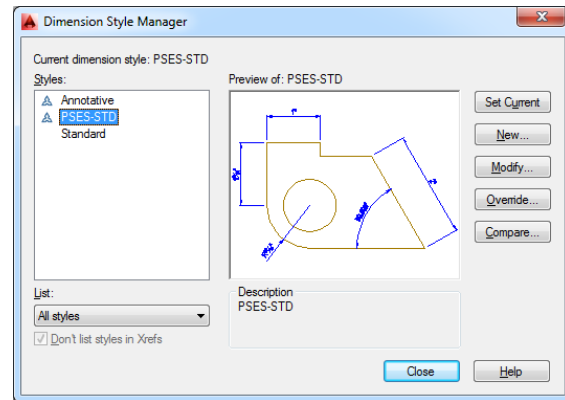 Dimension Style Manager
Current dimension style: PSES-STD
Styles:
Annotative
PSES-STD
Standard
Preview of: PSES-STD
Set Current
New...
Modify...
Override...
Compare...
List:
All styles
Don't list styles in Xrefs
Description
PSES-STD
Close
Help